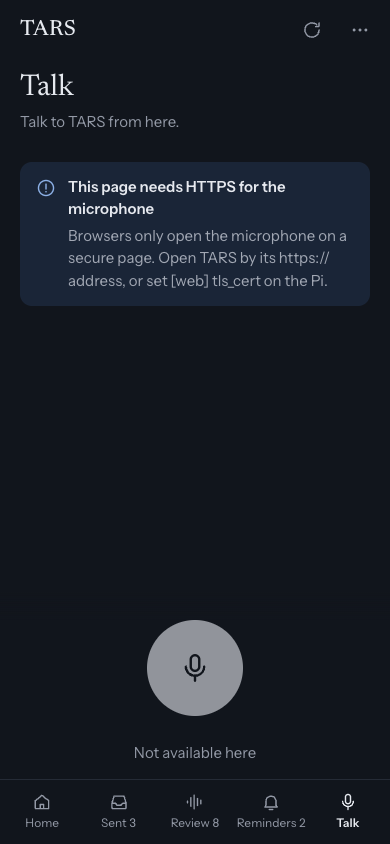 TARS
Talk
Talk to TARS from here.
This page needs HTTPS for the
microphone
Browsers only open the microphone on a
secure page. Open TARS by its https://
address, or set [web] tls_cert on the Pi.
Not available here
Home
Sent 3
Review 8
Reminders 2
Talk